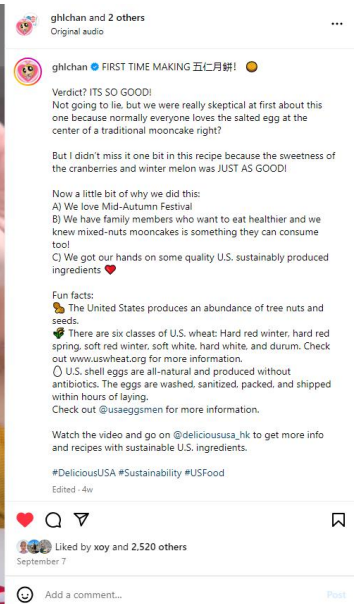 ghlchan and 2 others
Original audio
ghlchan FIRST TIME MAKING 五仁月餅! 🥮
Verdict? ITS SO GOOD!
Not going to lie, but we were really skeptical at first about this
one because normally everyone loves the salted egg at the
center of a traditional mooncake right?
But I didn't miss it one bit in this recipe because the sweetness of
the cranberries and winter melon was JUST AS GOOD!
Now a little bit of why we did this:
A) We love Mid-Autumn Festival
B) We have family members who want to eat healthier and we
knew mixed-nuts mooncakes is something they can consume
too!
C) We got our hands on some quality U.S. sustainably produced
ingredients ❤️
Fun facts:
🥜 The United States produces an abundance of tree nuts and
seeds.
🌾 There are six classes of U.S. wheat: Hard red winter, hard red
spring, soft red winter, soft white, hard white, and durum. Check
out www.uswheat.org for more information.
🥚 U.S. shell eggs are all-natural and produced without
antibiotics. The eggs are washed, sanitized, packed, and shipped
within hours of laying.
Check out @usaeggsmen for more information.
Watch the video and go on @delicioususa_hk to get more info
and recipes with sustainable U.S. ingredients.
#DeliciousUSA #Sustainability #USFood
Edited · 4w
Liked by xoy and 2,520 others
September 7
Add a comment...
Post